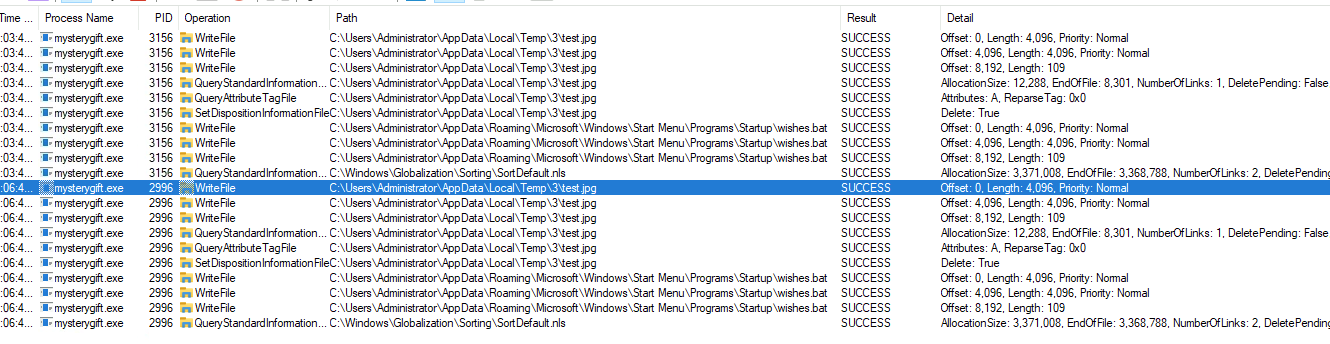 Time ... Process Name PID Operation Path Result Detail
:03:4... mysterygift.exe 3156 WriteFile C:\Users\Administrator\AppData\Local\Temp\3\test.jpg SUCCESS Offset: 0, Length: 4,096, Priority: Normal
:03:4... mysterygift.exe 3156 WriteFile C:\Users\Administrator\AppData\Local\Temp\3\test.jpg SUCCESS Offset: 4,096, Length: 4,096, Priority: Normal
:03:4... mysterygift.exe 3156 WriteFile C:\Users\Administrator\AppData\Local\Temp\3\test.jpg SUCCESS Offset: 8,192, Length: 109
:03:4... mysterygift.exe 3156 QueryStandardInformation... C:\Users\Administrator\AppData\Local\Temp\3\test.jpg SUCCESS AllocationSize: 12,288, EndOfFile: 8,301, NumberOfLinks: 1, DeletePending: False
:03:4... mysterygift.exe 3156 QueryAttributeTagFile C:\Users\Administrator\AppData\Local\Temp\3\test.jpg SUCCESS Attributes: A, ReparseTag: 0x0
:03:4... mysterygift.exe 3156 SetDispositionInformationFile C:\Users\Administrator\AppData\Local\Temp\3\test.jpg SUCCESS Delete: True
:03:4... mysterygift.exe 3156 WriteFile C:\Users\Administrator\AppData\Roaming\Microsoft\Windows\Start Menu\Programs\Startup\wishes.bat SUCCESS Offset: 0, Length: 4,096, Priority: Normal
:03:4... mysterygift.exe 3156 WriteFile C:\Users\Administrator\AppData\Roaming\Microsoft\Windows\Start Menu\Programs\Startup\wishes.bat SUCCESS Offset: 4,096, Length: 4,096, Priority: Normal
:03:4... mysterygift.exe 3156 WriteFile C:\Users\Administrator\AppData\Roaming\Microsoft\Windows\Start Menu\Programs\Startup\wishes.bat SUCCESS Offset: 8,192, Length: 109
:03:4... mysterygift.exe 3156 QueryStandardInformation... C:\Windows\Globalization\Sorting\SortDefault.nls SUCCESS AllocationSize: 3,371,008, EndOfFile: 3,368,788, NumberOfLinks: 2, DeletePending
:06:4... mysterygift.exe 2996 WriteFile C:\Users\Administrator\AppData\Local\Temp\3\test.jpg SUCCESS Offset: 0, Length: 4,096, Priority: Normal
:06:4... mysterygift.exe 2996 WriteFile C:\Users\Administrator\AppData\Local\Temp\3\test.jpg SUCCESS Offset: 4,096, Length: 4,096, Priority: Normal
:06:4... mysterygift.exe 2996 WriteFile C:\Users\Administrator\AppData\Local\Temp\3\test.jpg SUCCESS Offset: 8,192, Length: 109
:06:4... mysterygift.exe 2996 QueryStandardInformation... C:\Users\Administrator\AppData\Local\Temp\3\test.jpg SUCCESS AllocationSize: 12,288, EndOfFile: 8,301, NumberOfLinks: 1, DeletePending: False
:06:4... mysterygift.exe 2996 QueryAttributeTagFile C:\Users\Administrator\AppData\Local\Temp\3\test.jpg SUCCESS Attributes: A, ReparseTag: 0x0
:06:4... mysterygift.exe 2996 SetDispositionInformationFile C:\Users\Administrator\AppData\Local\Temp\3\test.jpg SUCCESS Delete: True
:06:4... mysterygift.exe 2996 WriteFile C:\Users\Administrator\AppData\Roaming\Microsoft\Windows\Start Menu\Programs\Startup\wishes.bat SUCCESS Offset: 0, Length: 4,096, Priority: Normal
:06:4... mysterygift.exe 2996 WriteFile C:\Users\Administrator\AppData\Roaming\Microsoft\Windows\Start Menu\Programs\Startup\wishes.bat SUCCESS Offset: 4,096, Length: 4,096, Priority: Normal
:06:4... mysterygift.exe 2996 WriteFile C:\Users\Administrator\AppData\Roaming\Microsoft\Windows\Start Menu\Programs\Startup\wishes.bat SUCCESS Offset: 8,192, Length: 109
:06:4... mysterygift.exe 2996 QueryStandardInformation... C:\Windows\Globalization\Sorting\SortDefault.nls SUCCESS AllocationSize: 3,371,008, EndOfFile: 3,368,788, NumberOfLinks: 2, DeletePending